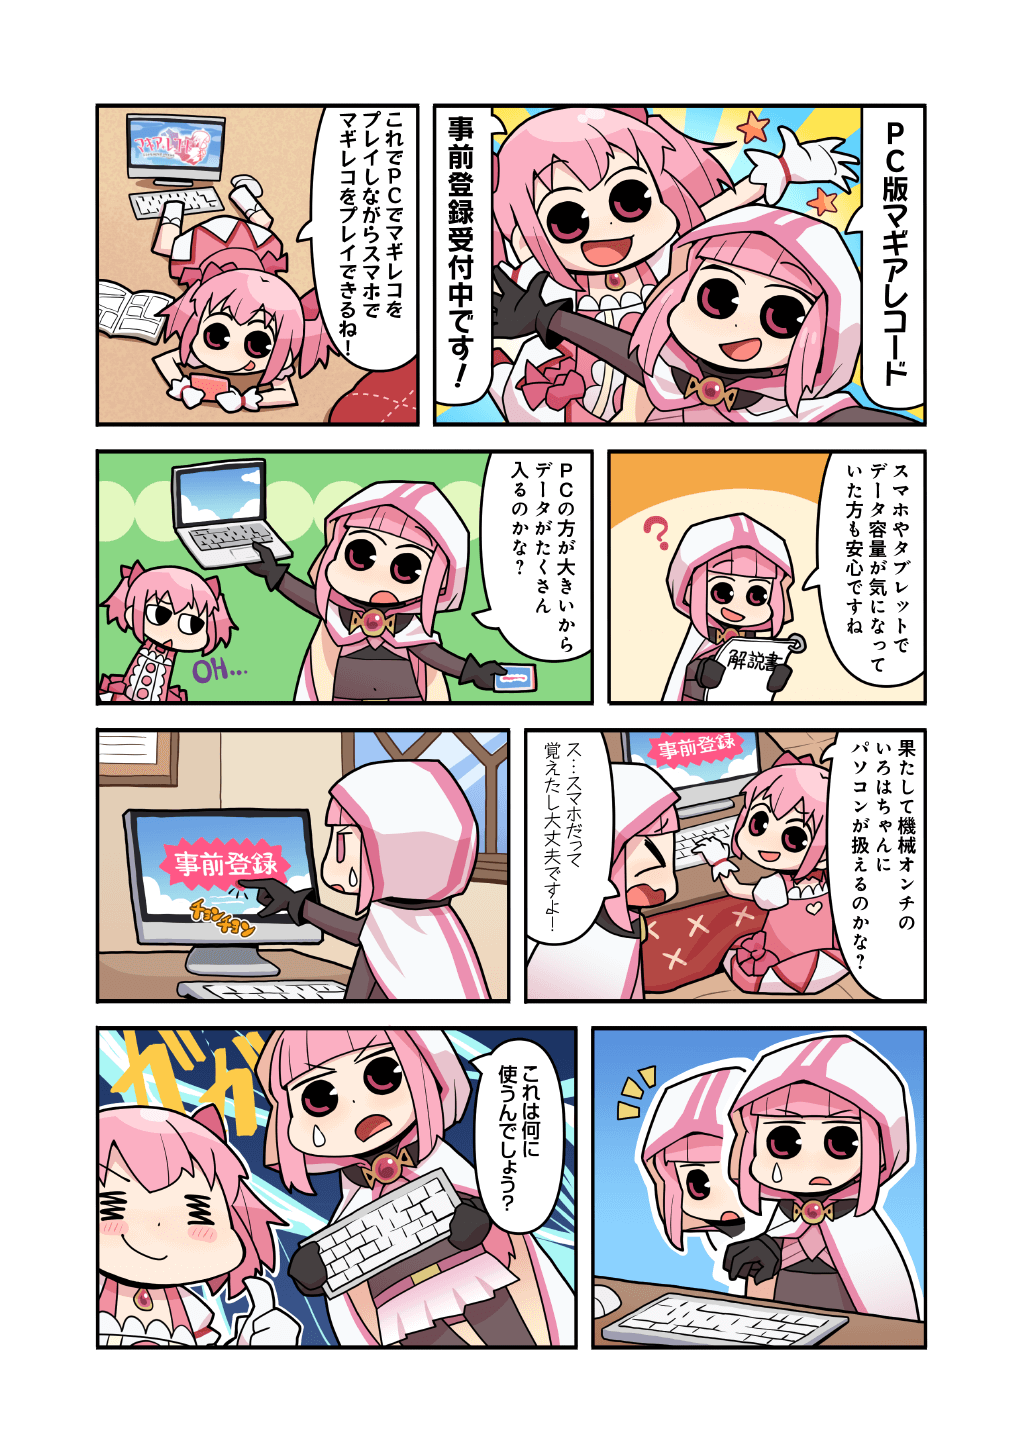 PC版マギアレコード
事前登録受付中です！
これでPCでマギレコを
プレイしながらスマホで
マギレコをプレイできるね！
マギアレコード
スマホやタブレットで
データ容量が気になって
いた方も安心ですね
?
解説書
PCの方が大きいから
データがたくさん
入るのかな?
OH...
果たして機械オンチの
いろはちゃんに
パソコンが扱えるのかな?
事前登録
ス…スマホだって
覚えたし大丈夫ですよ！
事前登録
チョンチョン
これは何に
使うんでしょう?
ガガ